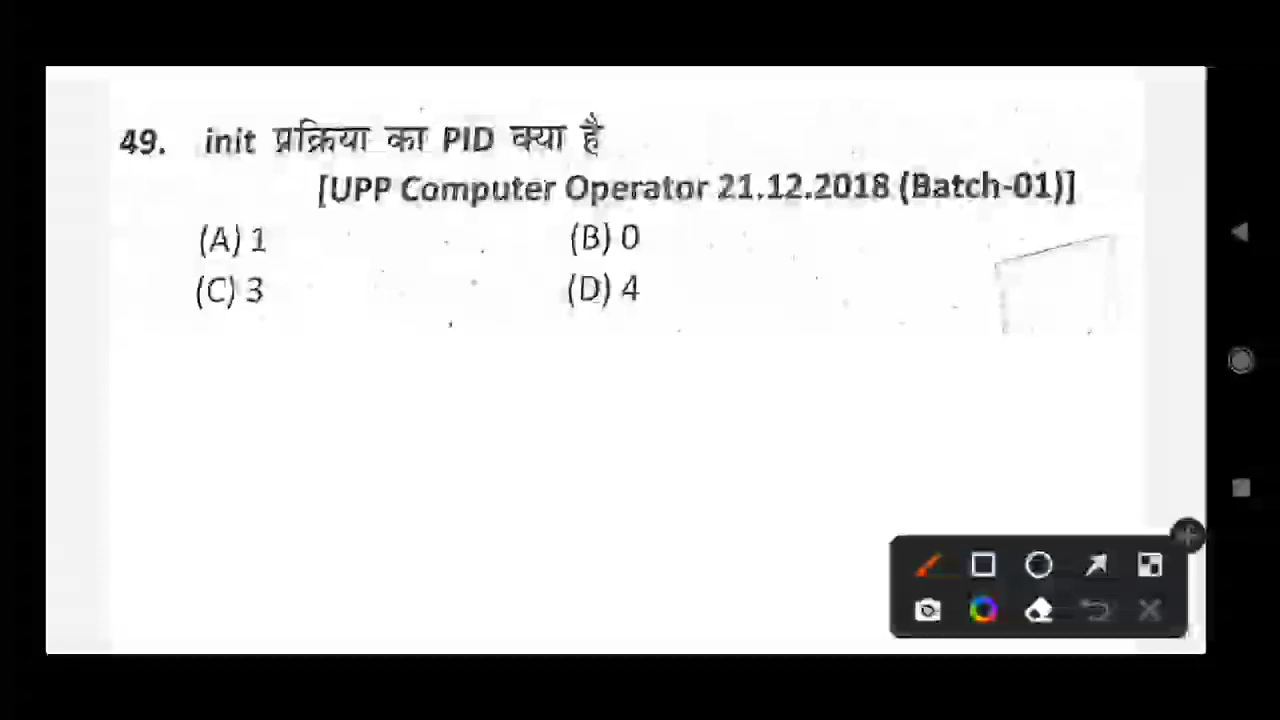 49. init प्रक्रिया का PID क्या है
[UPP Computer Operator 21.12.2018 (Batch-01)]
(A) 1 (B) 0
(C) 3 (D) 4